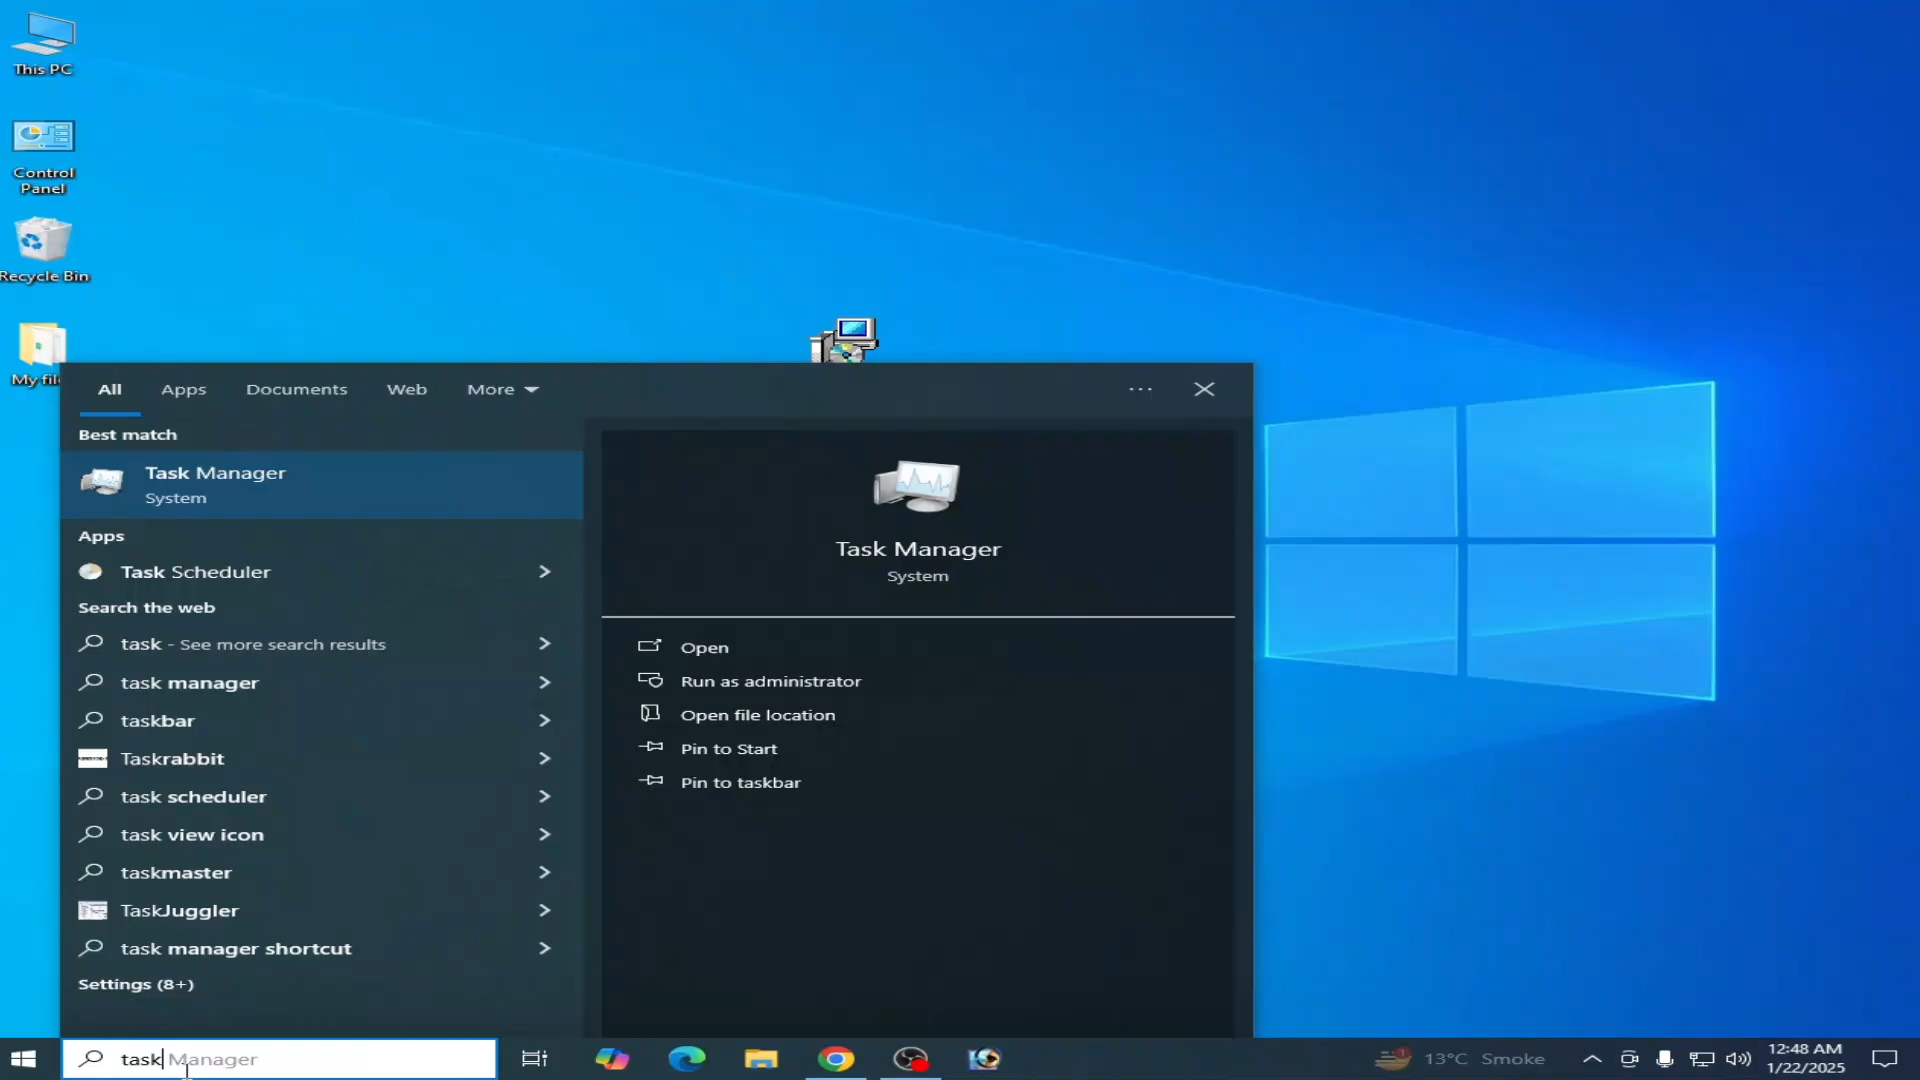 This PC
Control
Panel
Recycle Bin
My fil
All Apps Documents Web More
Best match
Task Manager
System
Apps
Task Scheduler
Search the web
task - See more search results
task manager
taskbar
Taskrabbit
task scheduler
task view icon
taskmaster
TaskJuggler
task manager shortcut
Settings (8+)
Task Manager
System
Open
Run as administrator
Open file location
Pin to Start
Pin to taskbar
task Manager
13°C Smoke
12:48 AM
1/22/2025